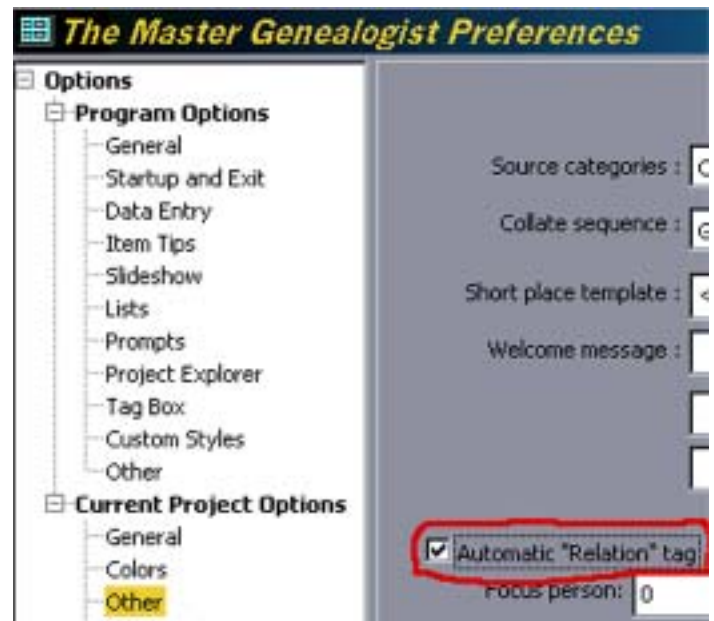 The Master Genealogist Preferences
Options
Program Options
General
Startup and Exit
Data Entry
Item Tips
Slideshow
Lists
Prompts
Project Explorer
Tag Box
Custom Styles
Other
Current Project Options
General
Colors
Other
Source categories :
Collate sequence :
Short place template : <
Welcome message :
Automatic "Relation" tag
Focus person: 0